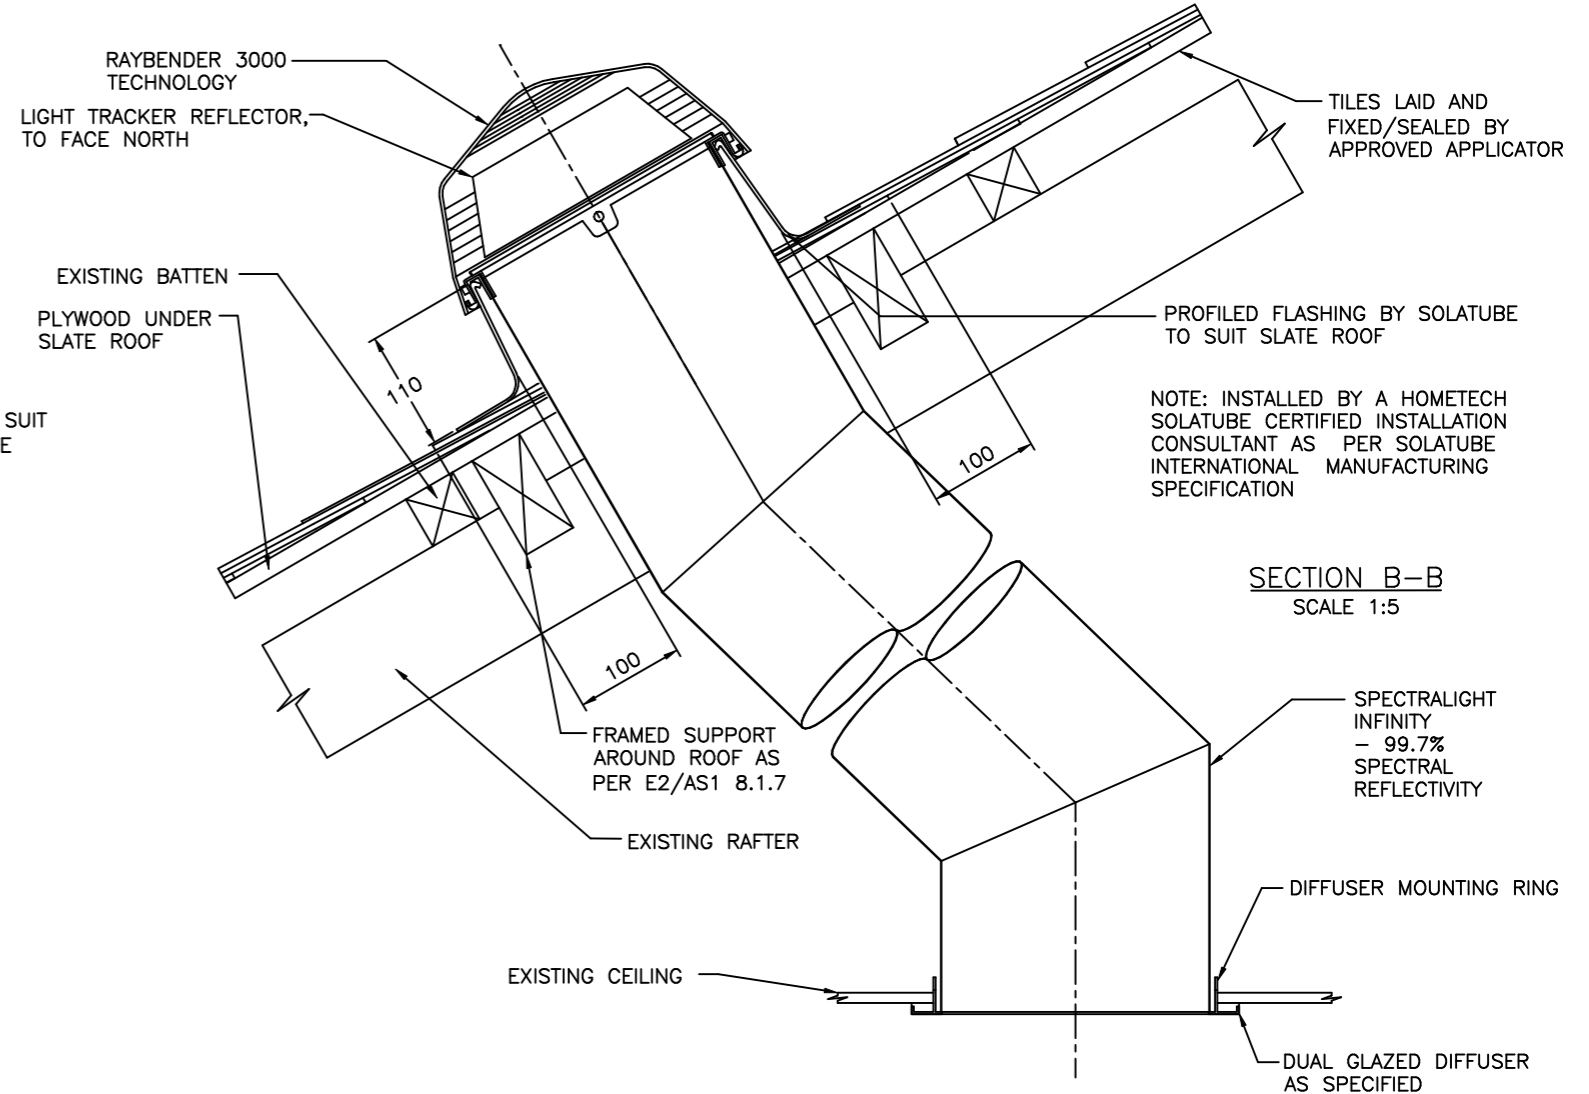 RAYBENDER 3000
TECHNOLOGY
LIGHT TRACKER REFLECTOR,
TO FACE NORTH
TILES LAID AND
FIXED/SEALED BY
APPROVED APPLICATOR
EXISTING BATTEN
PLYWOOD UNDER
SLATE ROOF
PROFILED FLASHING BY SOLATUBE
TO SUIT SLATE ROOF
110
SUIT
E
NOTE: INSTALLED BY A HOMETECH
SOLATUBE CERTIFIED INSTALLATION
CONSULTANT AS PER SOLATUBE
INTERNATIONAL MANUFACTURING
SPECIFICATION
100
SECTION B-B
SCALE 1:5
100
FRAMED SUPPORT
AROUND ROOF AS
PER E2/AS1 8.1.7
SPECTRALIGHT
INFINITY
- 99.7%
SPECTRAL
REFLECTIVITY
EXISTING RAFTER
DIFFUSER MOUNTING RING
EXISTING CEILING
DUAL GLAZED DIFFUSER
AS SPECIFIED